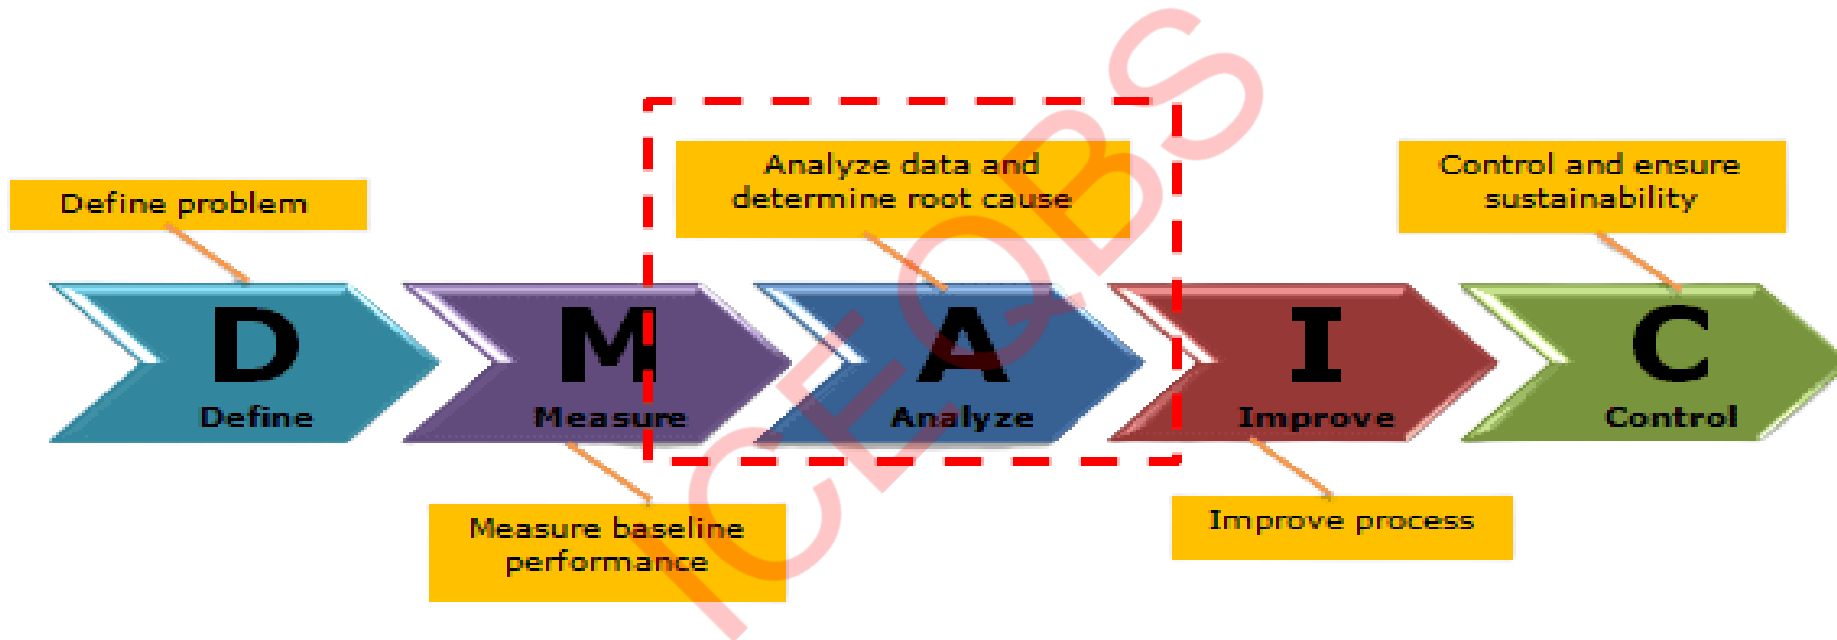 Define problem
Analyze data and
determine root cause
Control and ensure
sustainability
D
Define
M
Measure
A
Analyze
I
Improve
C
Control
Measure baseline
performance
Improve process
ICEQBS